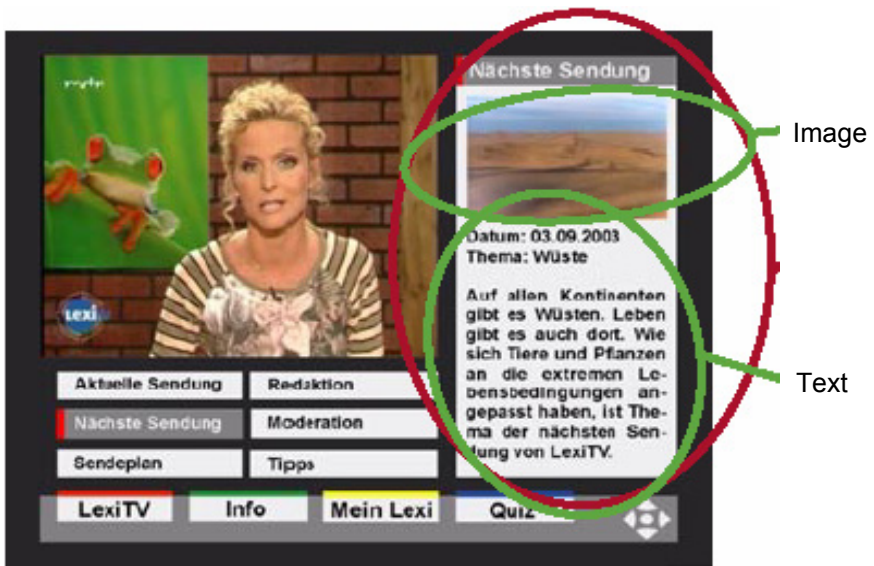 mdr
Lexi
Nächste Sendung
Datum: 03.09.2003
Thema: Wüste
Auf allen Kontinenten
gibt es Wüsten. Leben
gibt es auch dort. Wie
sich Tiere und Pflanzen
an die extremen Le-
bensbedingungen an-
gepasst haben, ist The-
ma der nächsten Sen-
dung von LexiTV.
Image
Text
Aktuelle Sendung
Redaktion
Nächste Sendung
Moderation
Sendeplan
Tipps
LexiTV
Info
Mein Lexi
Quiz